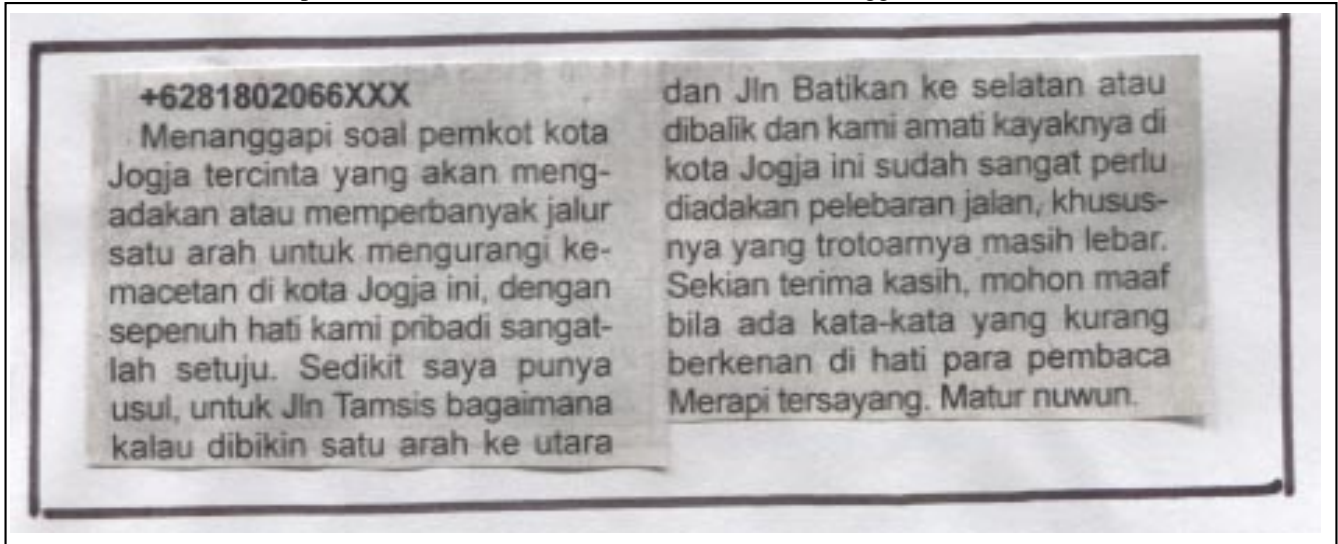 +6281802066XXX
Menanggapi soal pemkot kota
Jogja tercinta yang akan meng-
adakan atau memperbanyak jalur
satu arah untuk mengurangi ke-
macetan di kota Jogja ini, dengan
sepenuh hati kami pribadi sangat-
lah setuju. Sedikit saya punya
usul, untuk Jln Tamsis bagaimana
kalau dibikin satu arah ke utara
dan Jln Batikan ke selatan atau
dibalik dan kami amati kayaknya di
kota Jogja ini sudah sangat perlu
diadakan pelebaran jalan, khusus-
nya yang trotoarnya masih lebar.
Sekian terima kasih, mohon maaf
bila ada kata-kata yang kurang
berkenan di hati para pembaca
Merapi tersayang. Matur nuwun.